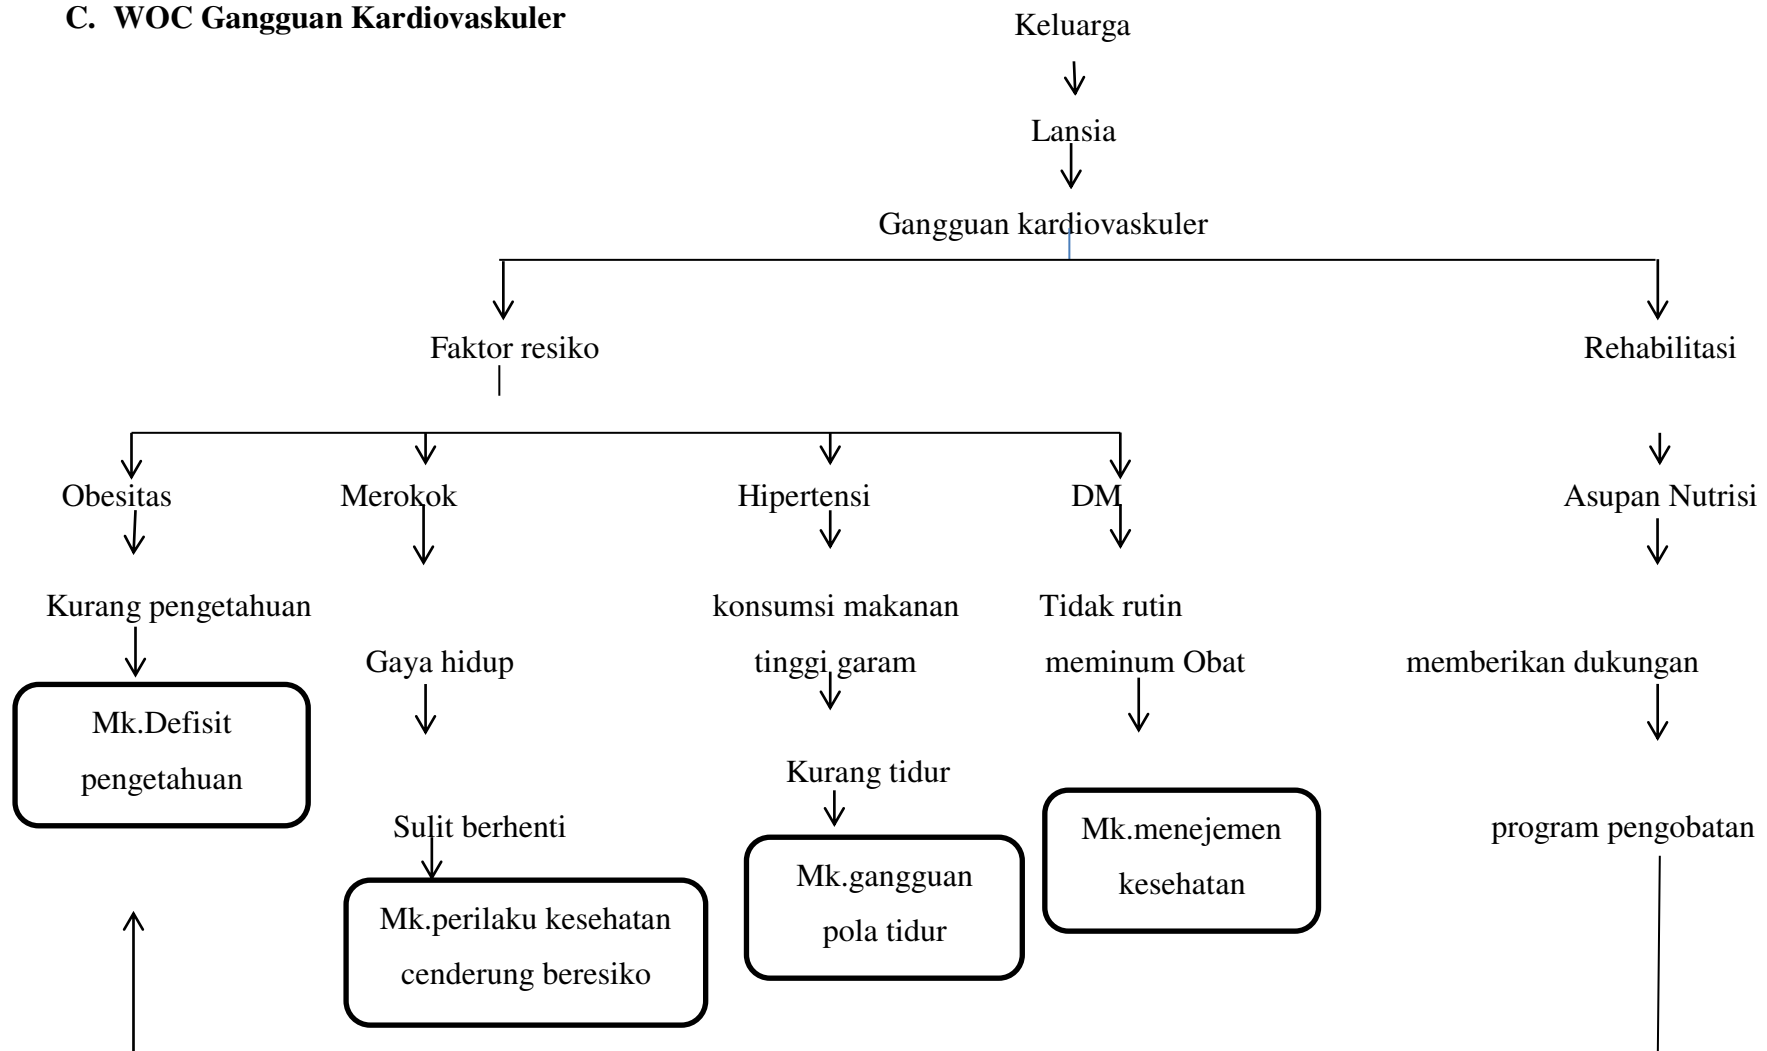 C. WOC Gangguan Kardiovaskuler
Keluarga
Lansia
Gangguan kardiovaskuler
Faktor resiko
Rehabilitasi
Obesitas
Merokok
Hipertensi
DM
Asupan Nutrisi
Kurang pengetahuan
konsumsi makanan
Tidak rutin
Gaya hidup
tinggi garam
meminum Obat
memberikan dukungan
Mk.Defisit
pengetahuan
Kurang tidur
Sulit berhenti
Mk.menejemen
kesehatan
program pengobatan
Mk.gangguan
pola tidur
Mk.perilaku kesehatan
cenderung beresiko